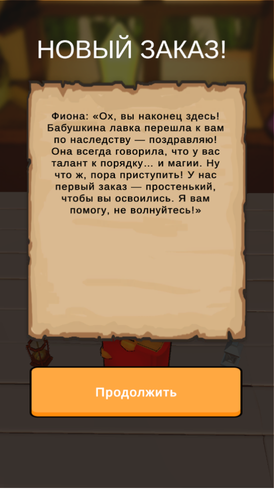 НОВЫЙ ЗАКАЗ!
Фиона: «Ох, вы наконец здесь!
Бабушкина лавка перешла к вам
по наследству — поздравляю!
Она всегда говорила, что у вас
талант к порядку... и магии. Ну
что ж, пора приступить! У нас
первый заказ — простенький,
чтобы вы освоились. Я вам
помогу, не волнуйтесь!»
Продолжить